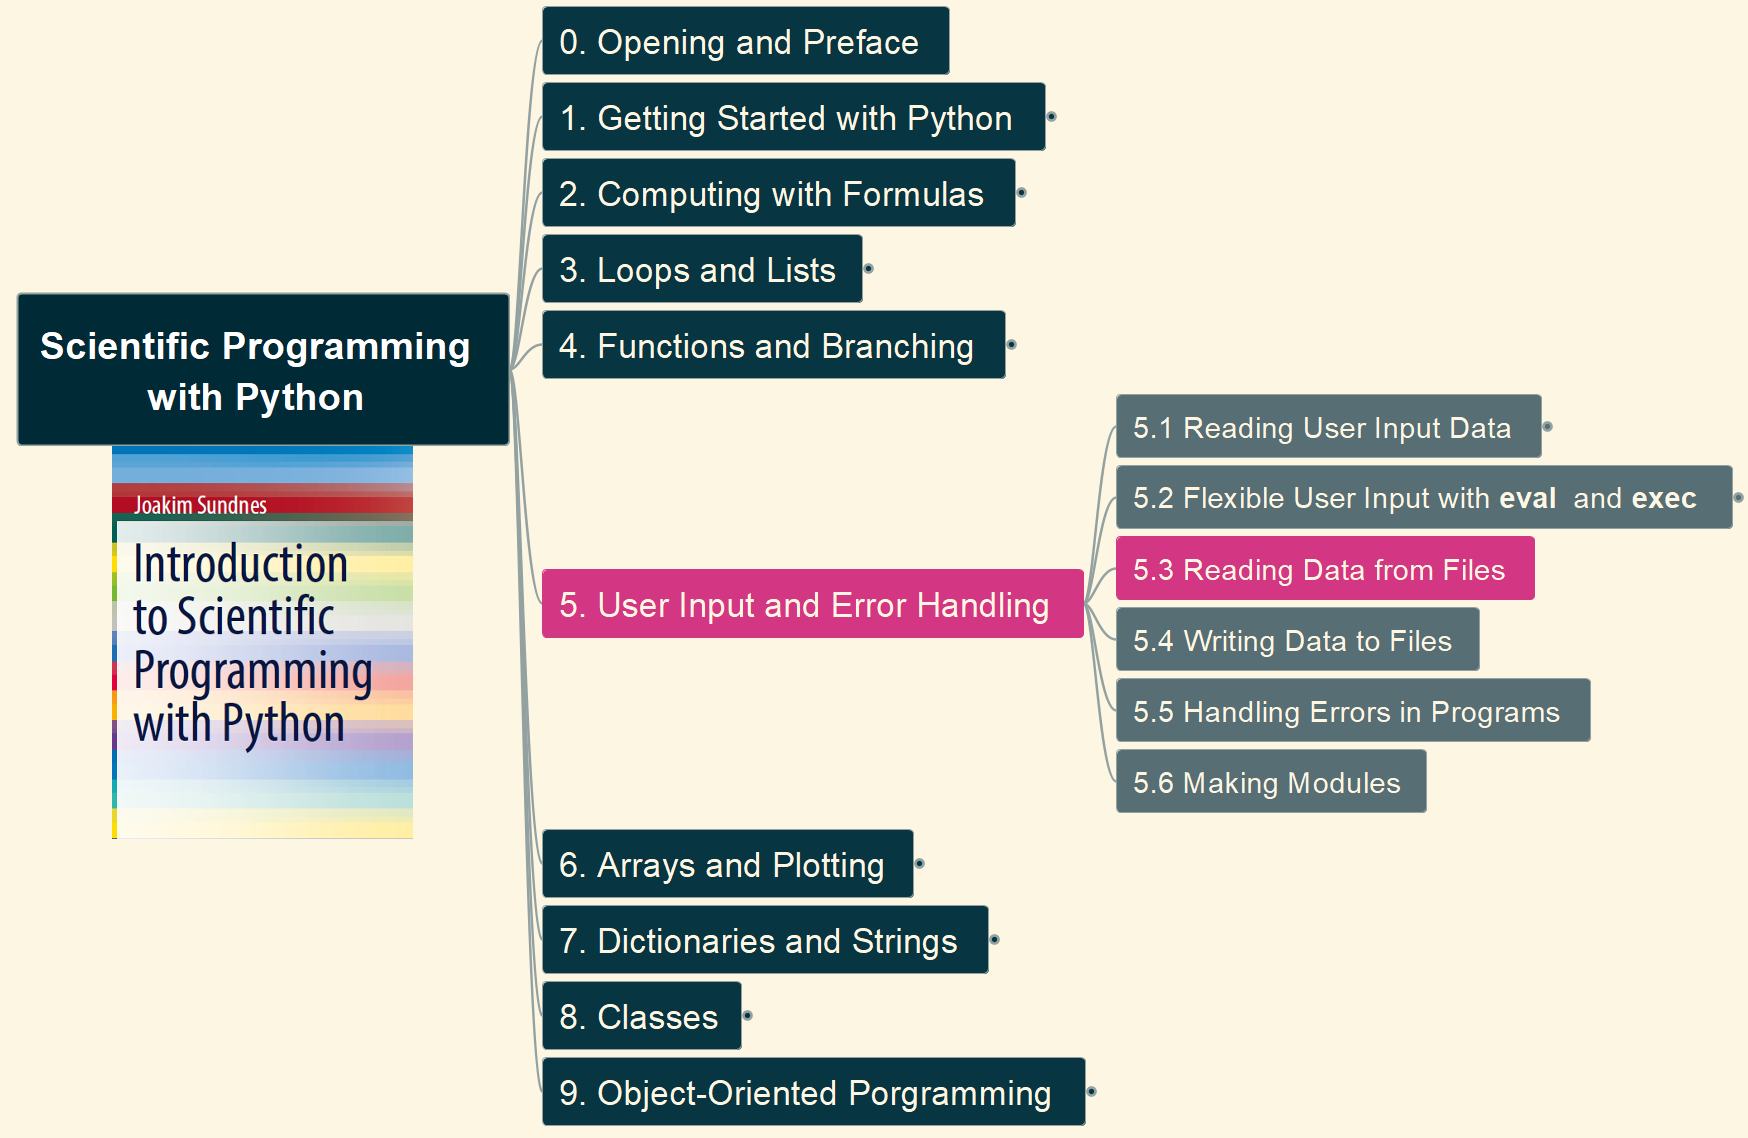 Scientific Programming
with Python
Joakim Sundnes
Introduction
to Scientific
Programming
with Python
0. Opening and Preface
1. Getting Started with Python
2. Computing with Formulas
3. Loops and Lists
4. Functions and Branching
5. User Input and Error Handling
5.1 Reading User Input Data
5.2 Flexible User Input with eval and exec
5.3 Reading Data from Files
5.4 Writing Data to Files
5.5 Handling Errors in Programs
5.6 Making Modules
6. Arrays and Plotting
7. Dictionaries and Strings
8. Classes
9. Object-Oriented Porgramming